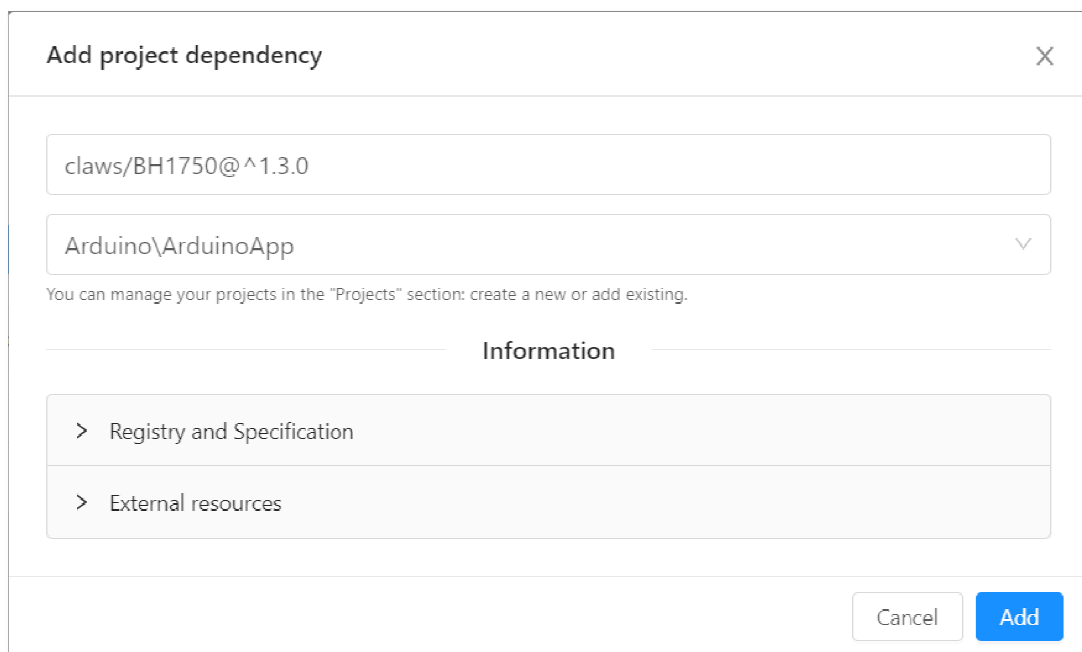 Add project dependency
claws/BH1750@^1.3.0
Arduino\ArduinoApp
You can manage your projects in the "Projects" section: create a new or add existing.
Information
Registry and Specification
External resources
Cancel
Add